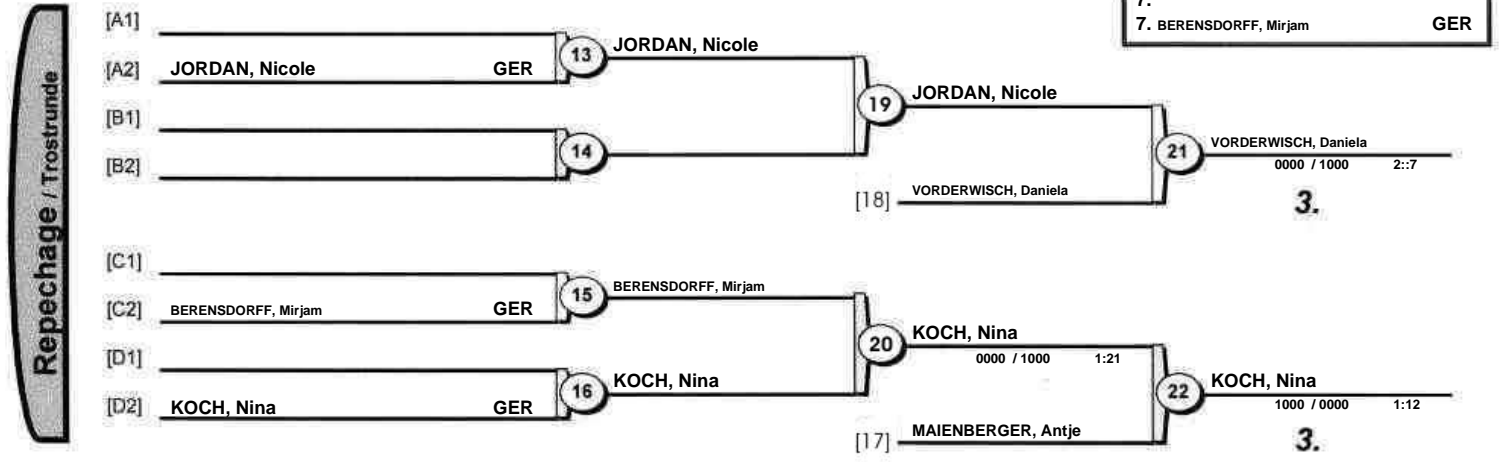 7.
7. BERENSDORFF, Mirjam GER
Repechage / Trostrunde
[A1]
[A2] JORDAN, Nicole GER
13 JORDAN, Nicole
[B1]
[B2]
14
19 JORDAN, Nicole
[18] VORDERWISCH, Daniela
21 VORDERWISCH, Daniela
0000 / 1000 2::7
3.
[C1]
[C2] BERENSDORFF, Mirjam GER
15 BERENSDORFF, Mirjam
[D1]
[D2] KOCH, Nina GER
16 KOCH, Nina
20 KOCH, Nina
0000 / 1000 1:21
[17] MAIENBERGER, Antje
22 KOCH, Nina
1000 / 0000 1:12
3.